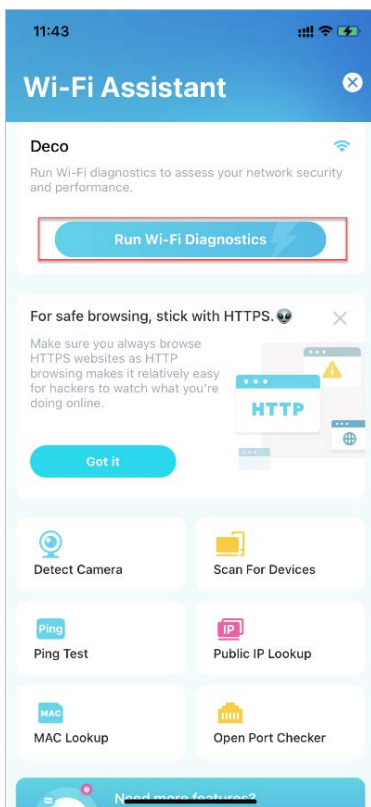 11:43
Wi-Fi Assistant
Deco
Run Wi-Fi diagnostics to assess your network security
and performance.
Run Wi-Fi Diagnostics
For safe browsing, stick with HTTPS.👽
Make sure you always browse
HTTPS websites as HTTP
browsing makes it relatively easy
for hackers to watch what you're
doing online.
HTTP
Got it
Detect Camera
Scan For Devices
Ping
IP
Ping Test
Public IP Lookup
MAC
MAC Lookup
Open Port Checker
Need more features?